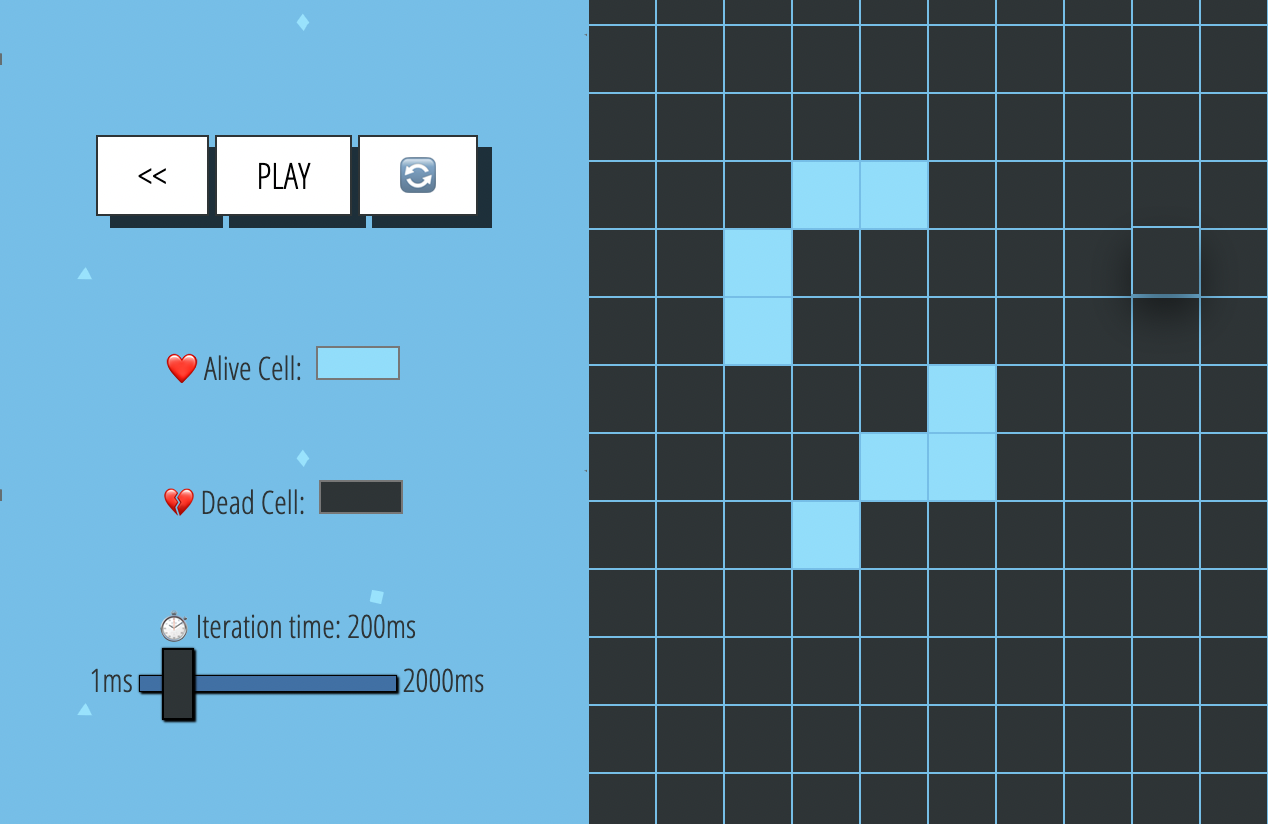 << PLAY
Alive Cell:
Dead Cell:
Iteration time: 200ms
1ms 2000ms